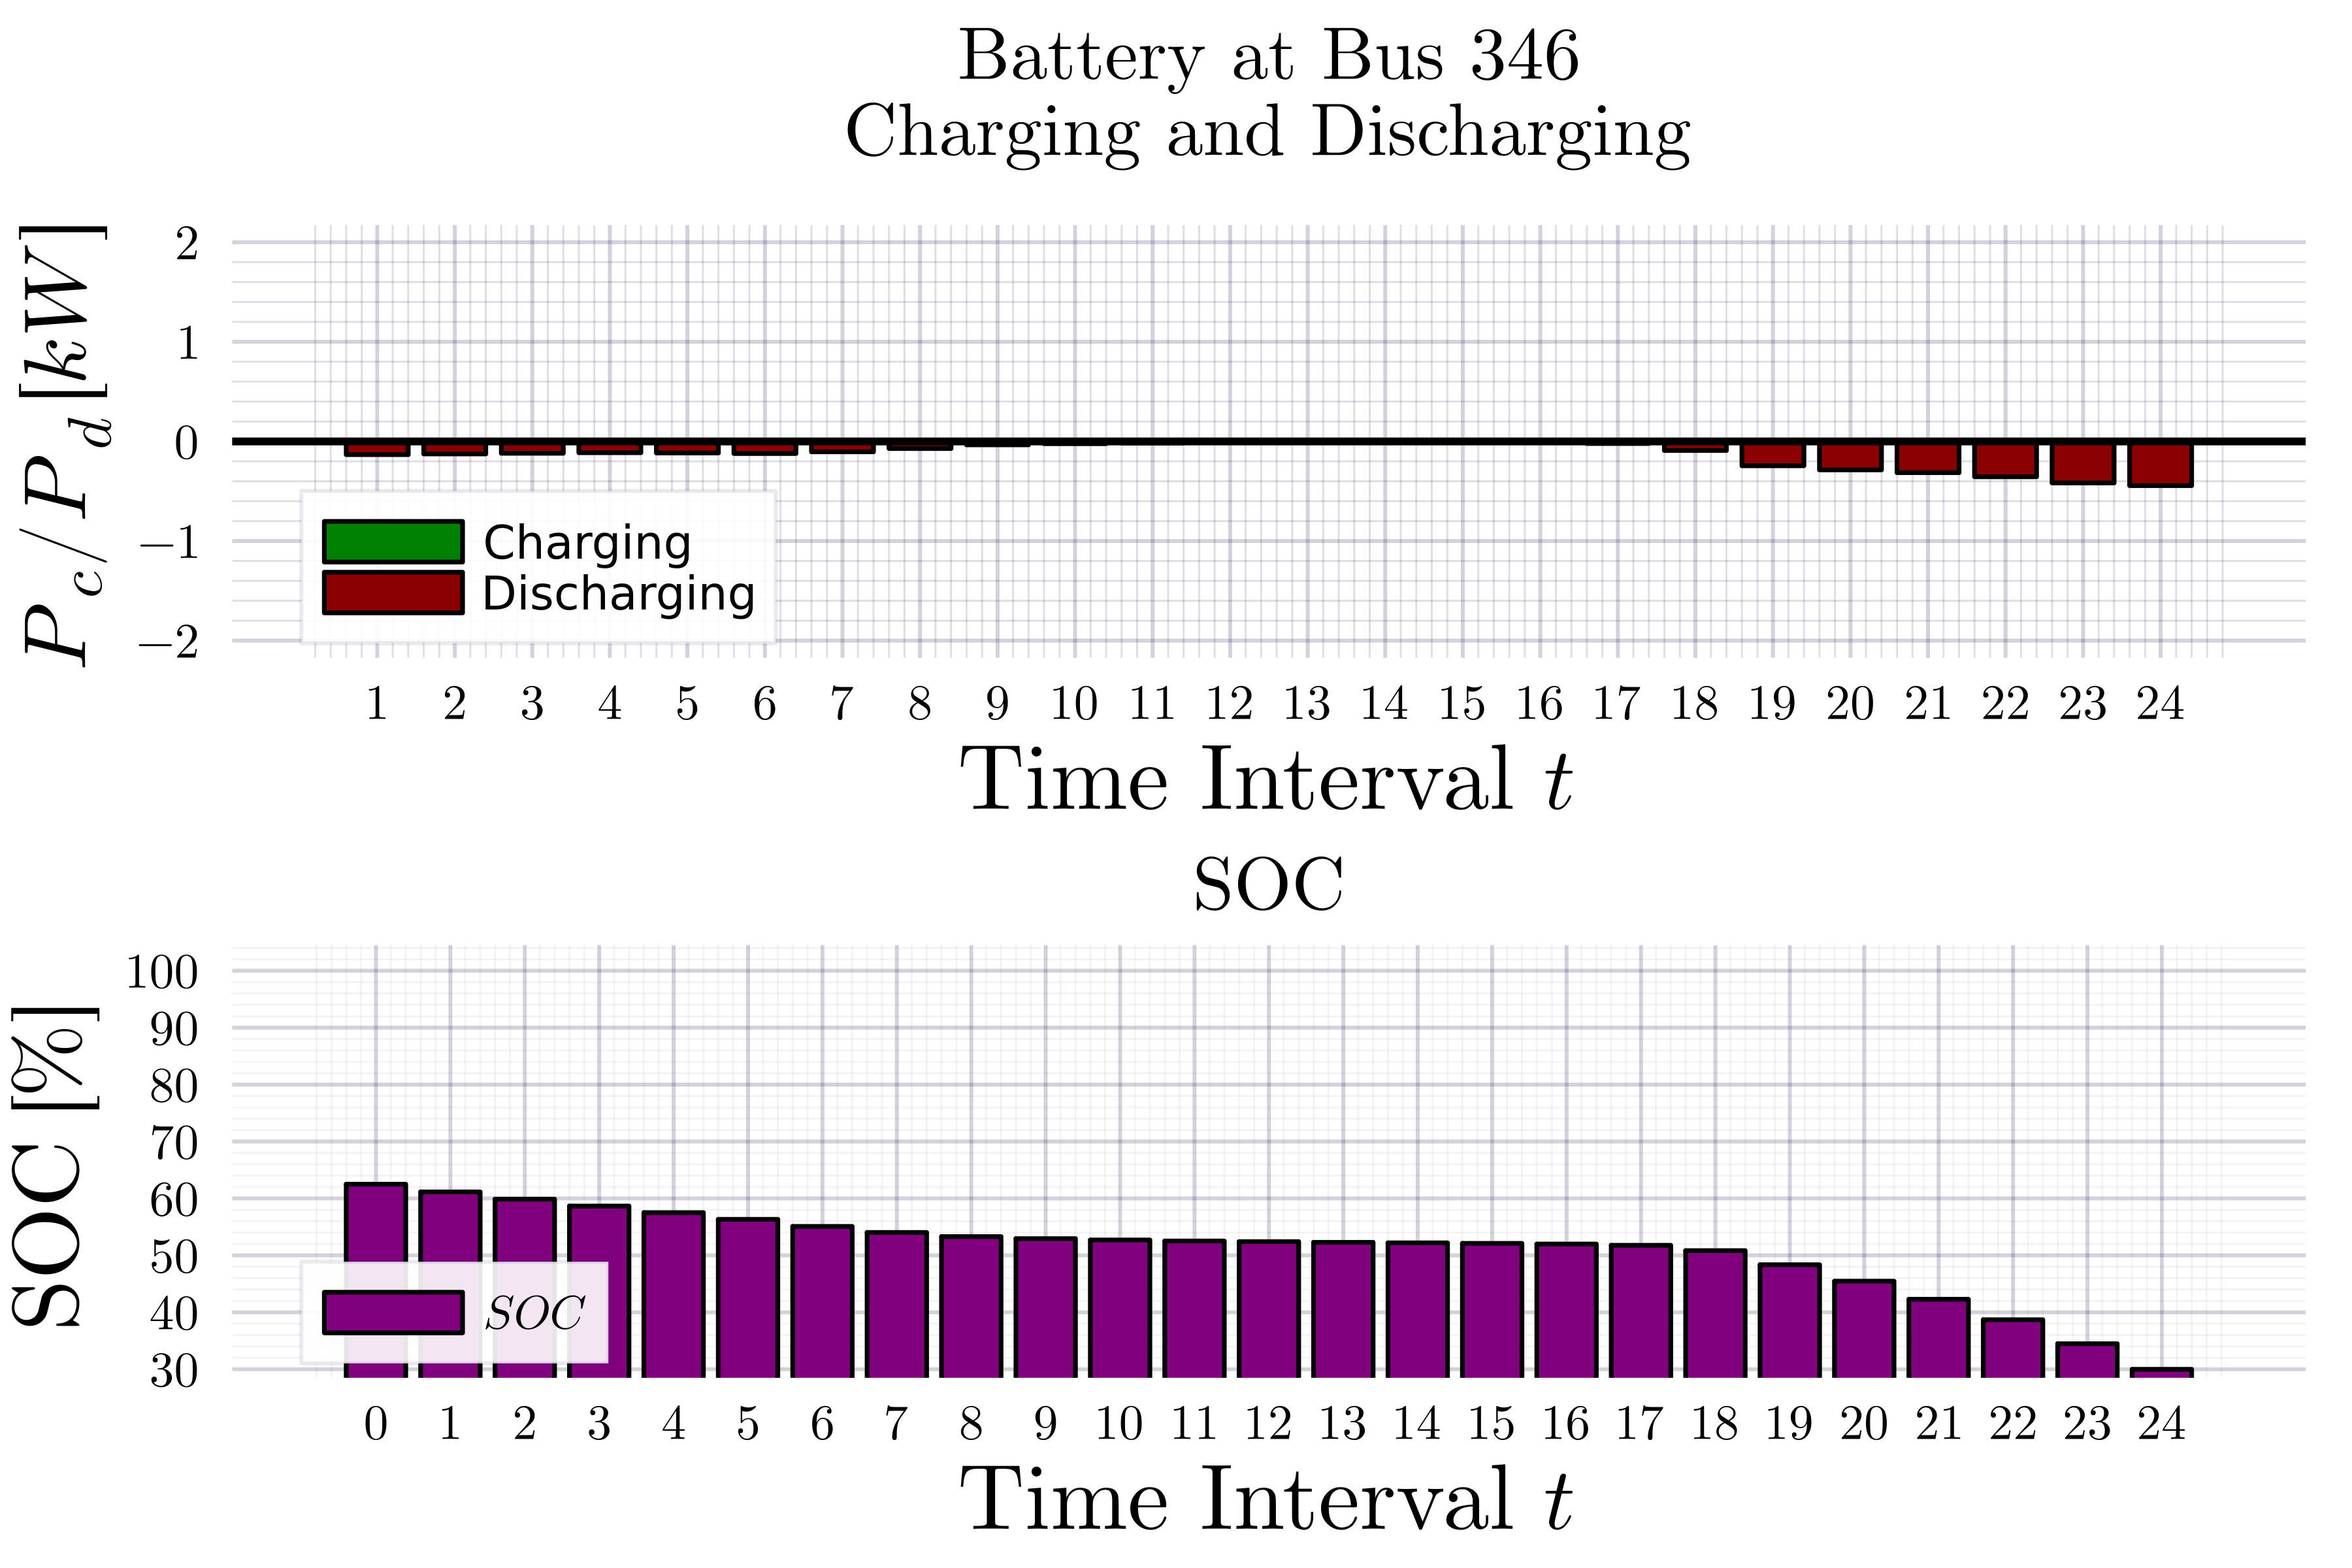 Battery at Bus 346
Charging and Discharging
P_c/P_d [kW]
2
1
0
−1
−2
Charging
Discharging
1 2 3 4 5 6 7 8 9 10 11 12 13 14 15 16 17 18 19 20 21 22 23 24
Time Interval t
SOC
SOC [%]
100
90
80
70
60
50
40
30
SOC
0 1 2 3 4 5 6 7 8 9 10 11 12 13 14 15 16 17 18 19 20 21 22 23 24
Time Interval t